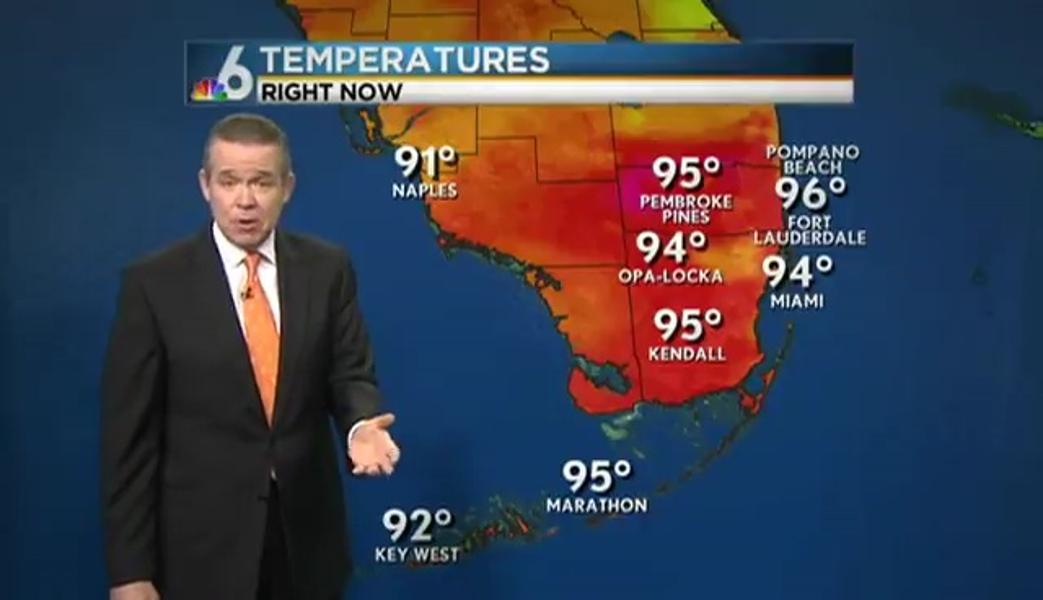 6 TEMPERATURES
RIGHT NOW
91°
NAPLES
95°
PEMBROKE
PINES
POMPANO
BEACH
96°
FORT
LAUDERDALE
94°
OPA-LOCKA
94°
MIAMI
95°
KENDALL
95°
MARATHON
92°
KEY WEST